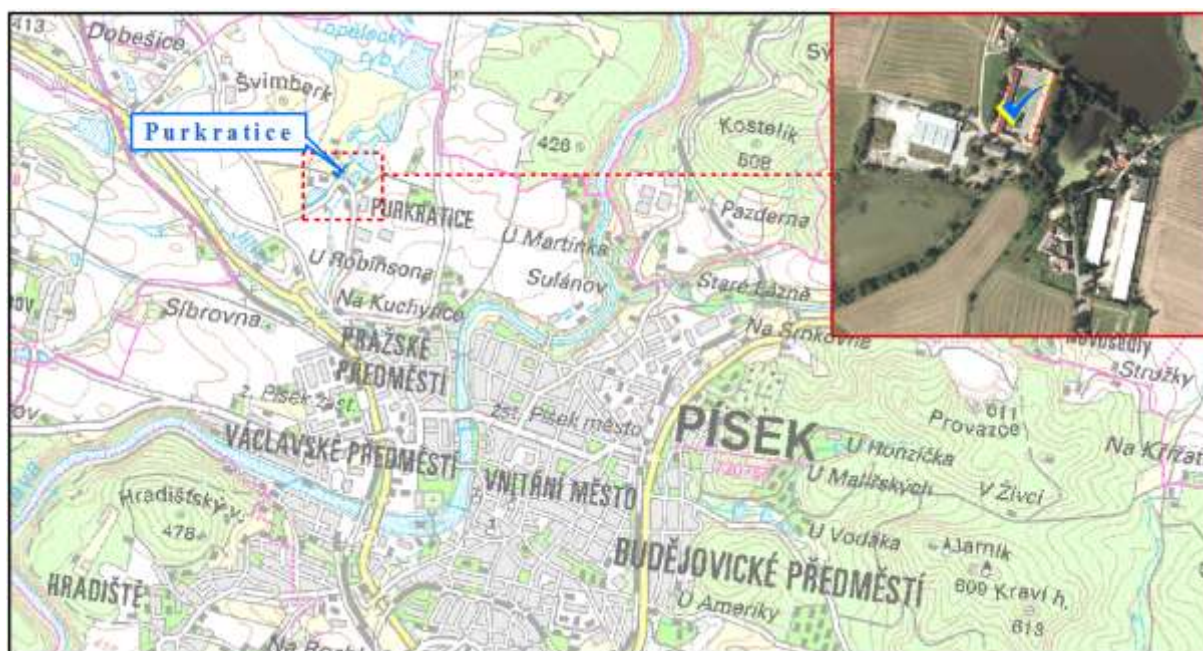 413
Dobešice
Topělecký
ryb.
Švimberk
Purkratice
426
Kostelík
608
PURKRATICE
Pazderna
U Martínka
U Robinsona
Sulánov
Staré Lázně
Síbrovna
Na Kuchyňce
Na Srnkovně
PRAŽSKÉ
PŘEDMĚSTÍ
Stružky
611
ž. Písek zast.
žst. Písek město
PÍSEK
Provazce
U Honzíčka
Na Křížat
VÁCLAVSKÉ PŘEDMĚSTÍ
VNITŘNÍ MĚSTO
U Malířských
V Živci
Hradišťský v.
478
U Vodáka
Jarník
BUDĚJOVICKÉ PŘEDMĚSTÍ
609 Kraví h.
HRADIŠTĚ
U Ameriky
613